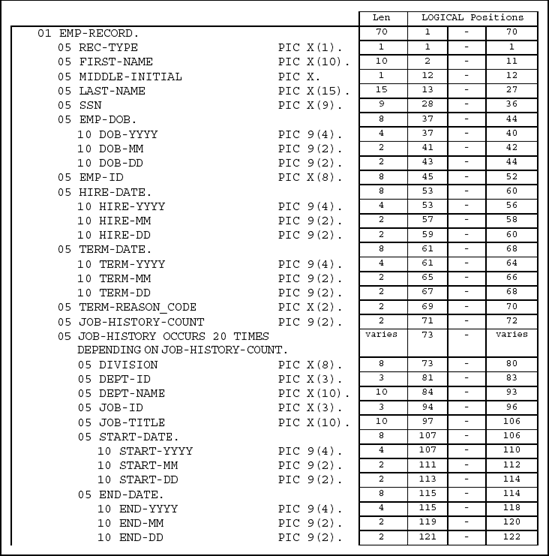 Len LOGICAL Positions
01 EMP-RECORD. 70 1 - 70
05 REC-TYPE PIC X(1). 1 1 - 1
05 FIRST-NAME PIC X(10). 10 2 - 11
05 MIDDLE-INITIAL PIC X. 1 12 - 12
05 LAST-NAME PIC X(15). 15 13 - 27
05 SSN PIC X(9). 9 28 - 36
05 EMP-DOB. 8 37 - 44
10 DOB-YYYY PIC 9(4). 4 37 - 40
10 DOB-MM PIC 9(2). 2 41 - 42
10 DOB-DD PIC 9(2). 2 43 - 44
05 EMP-ID PIC X(8). 8 45 - 52
05 HIRE-DATE. 8 53 - 60
10 HIRE-YYYY PIC 9(4). 4 53 - 56
10 HIRE-MM PIC 9(2). 2 57 - 58
10 HIRE-DD PIC 9(2). 2 59 - 60
05 TERM-DATE. 8 61 - 68
10 TERM-YYYY PIC 9(4). 4 61 - 64
10 TERM-MM PIC 9(2). 2 65 - 66
10 TERM-DD PIC 9(2). 2 67 - 68
05 TERM-REASON_CODE PIC X(2). 2 69 - 70
05 JOB-HISTORY-COUNT PIC 9(2). 2 71 - 72
05 JOB-HISTORY OCCURS 20 TIMES varies 73 - varies
DEPENDING ON JOB-HISTORY-COUNT.
05 DIVISION PIC X(8). 8 73 - 80
05 DEPT-ID PIC X(3). 3 81 - 83
05 DEPT-NAME PIC X(10). 10 84 - 93
05 JOB-ID PIC X(3). 3 94 - 96
05 JOB-TITLE PIC X(10). 10 97 - 106
05 START-DATE. 8 107 - 106
10 START-YYYY PIC 9(4). 4 107 - 110
10 START-MM PIC 9(2). 2 111 - 112
10 START-DD PIC 9(2). 2 113 - 114
05 END-DATE. 8 115 - 114
10 END-YYYY PIC 9(4). 4 115 - 118
10 END-MM PIC 9(2). 2 119 - 120
10 END-DD PIC 9(2). 2 121 - 122